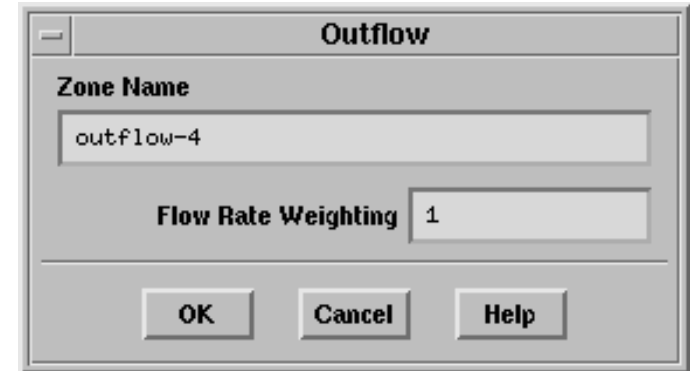 Outflow
Zone Name
outflow-4
Flow Rate Weighting 1
OK Cancel Help